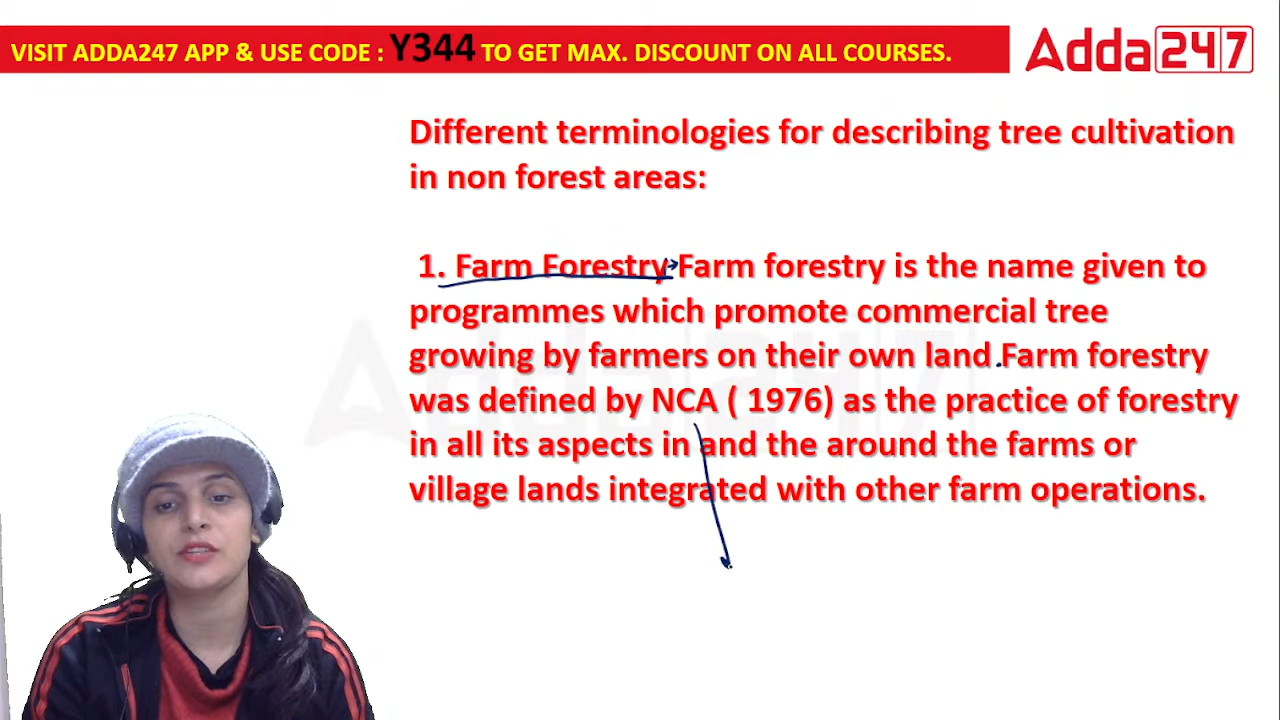 VISIT ADDA247 APP & USE CODE : Y344 TO GET MAX. DISCOUNT ON ALL COURSES.
Adda247
Different terminologies for describing tree cultivation
in non forest areas:
1. Farm Forestry Farm forestry is the name given to
programmes which promote commercial tree
growing by farmers on their own land.Farm forestry
was defined by NCA ( 1976) as the practice of forestry
in all its aspects in and the around the farms or
village lands integrated with other farm operations.
Adda247